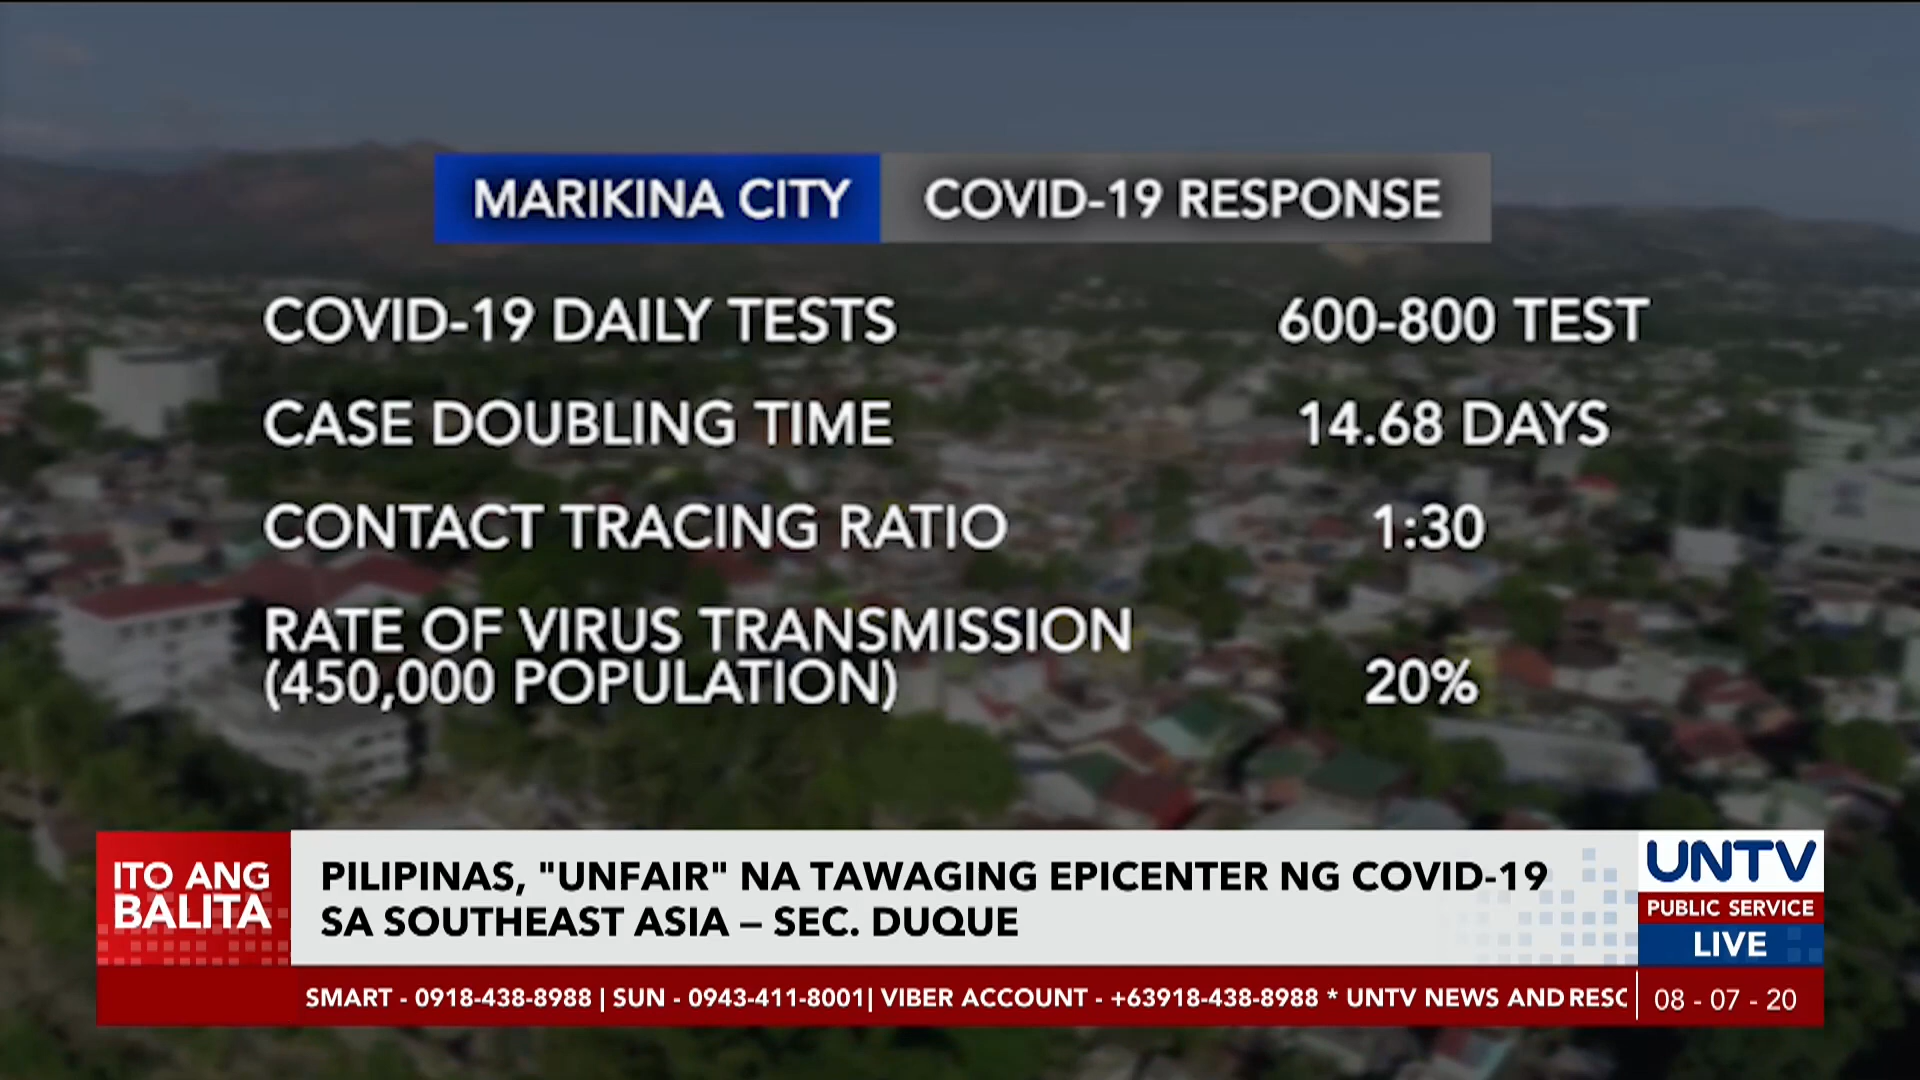 MARIKINA CITY COVID-19 RESPONSE
COVID-19 DAILY TESTS 600-800 TEST
CASE DOUBLING TIME 14.68 DAYS
CONTACT TRACING RATIO 1:30
RATE OF VIRUS TRANSMISSION
(450,000 POPULATION) 20%
ITO ANG
BALITA
PILIPINAS, "UNFAIR" NA TAWAGING EPICENTER NG COVID-19
SA SOUTHEAST ASIA – SEC. DUQUE
UNTV
PUBLIC SERVICE
LIVE
SMART - 0918-438-8988 | SUN - 0943-411-8001| VIBER ACCOUNT - +63918-438-8988 * UNTV NEWS AND RESC
08 - 07 - 20